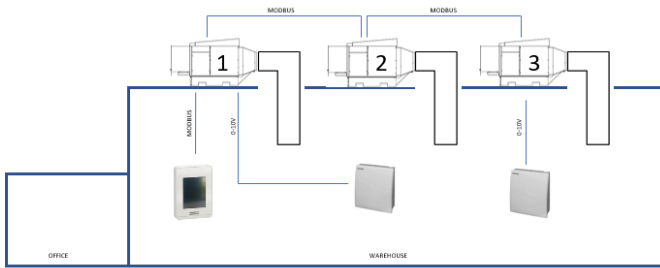 MODBUS
MODBUS
1
2
3
MODBUS
0-10V
0-10V
OFFICE
WAREHOUSE